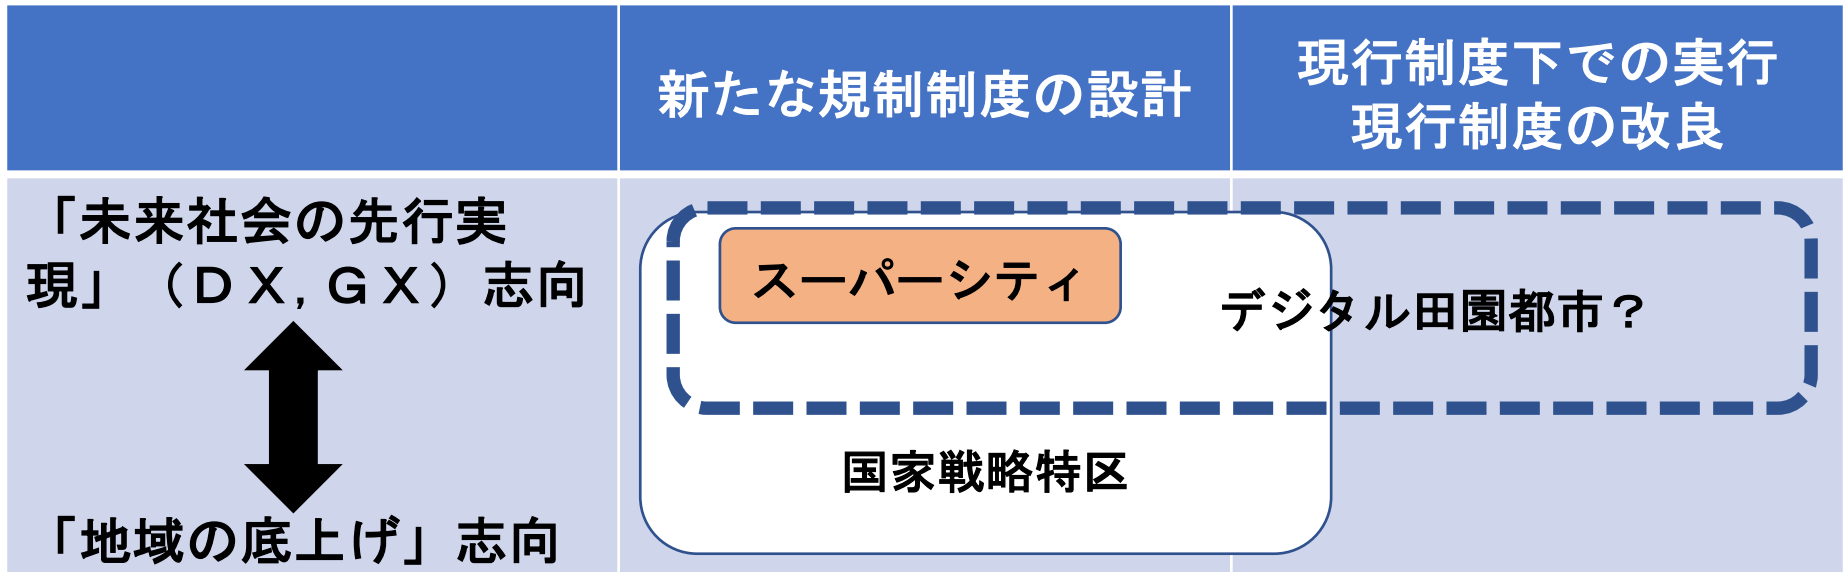 新たな規制制度の設計
現行制度下での実行
現行制度の改良
「未来社会の先行実
現」（ＤＸ,ＧＸ）志向
スーパーシティ
デジタル田園都市？
国家戦略特区
「地域の底上げ」志向